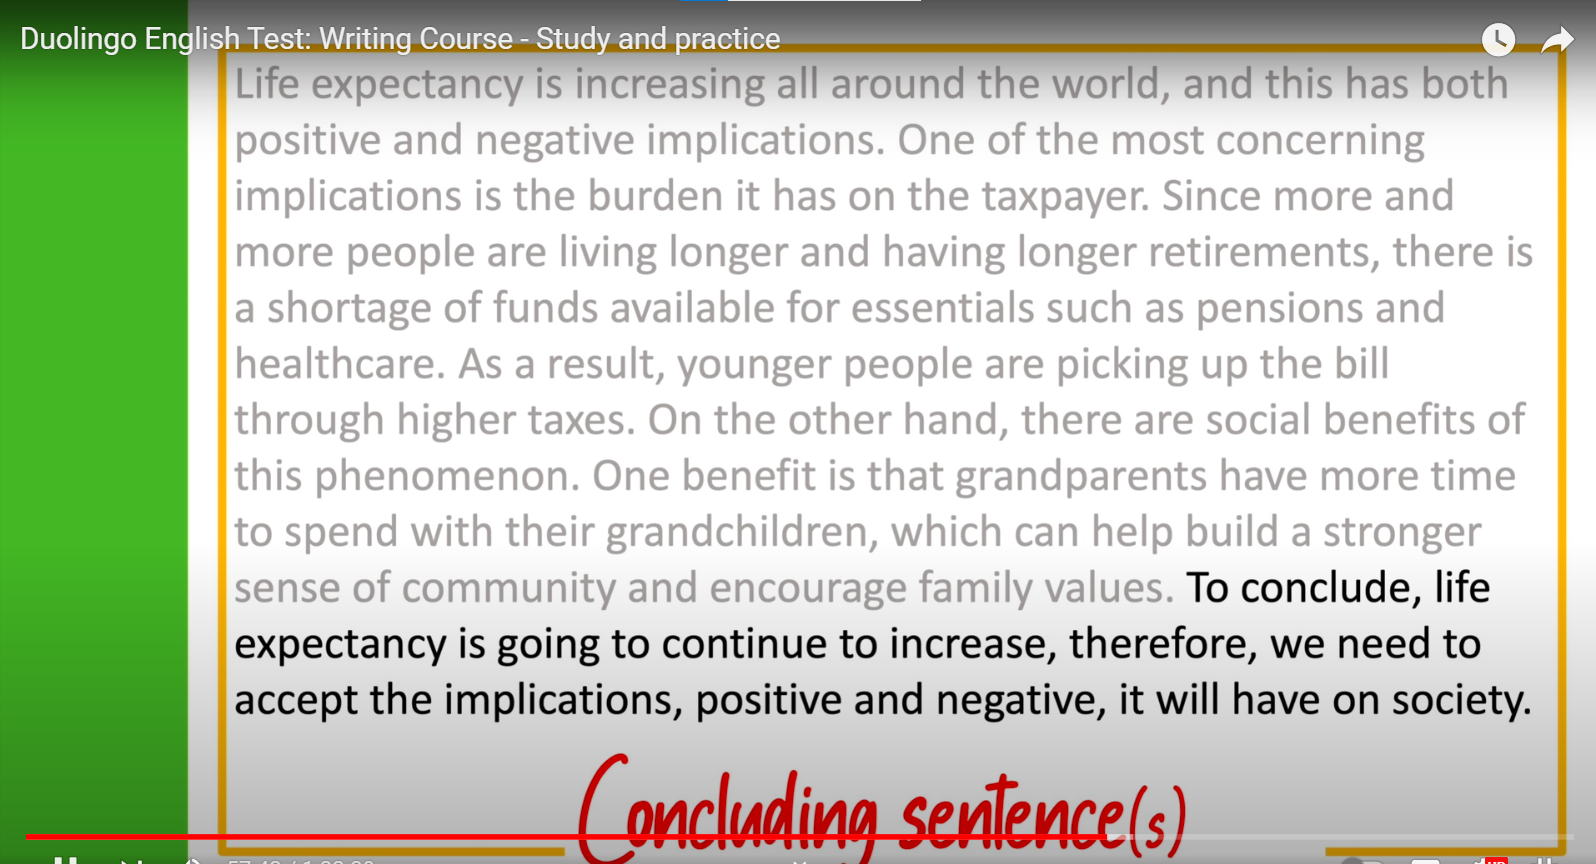 Duolingo English Test: Writing Course - Study and practice
Life expectancy is increasing all around the world, and this has both
positive and negative implications. One of the most concerning
implications is the burden it has on the taxpayer. Since more and
more people are living longer and having longer retirements, there is
a shortage of funds available for essentials such as pensions and
healthcare. As a result, younger people are picking up the bill
through higher taxes. On the other hand, there are social benefits of
this phenomenon. One benefit is that grandparents have more time
to spend with their grandchildren, which can help build a stronger
sense of community and encourage family values. To conclude, life
expectancy is going to continue to increase, therefore, we need to
accept the implications, positive and negative, it will have on society.
Concluding sentence(s)